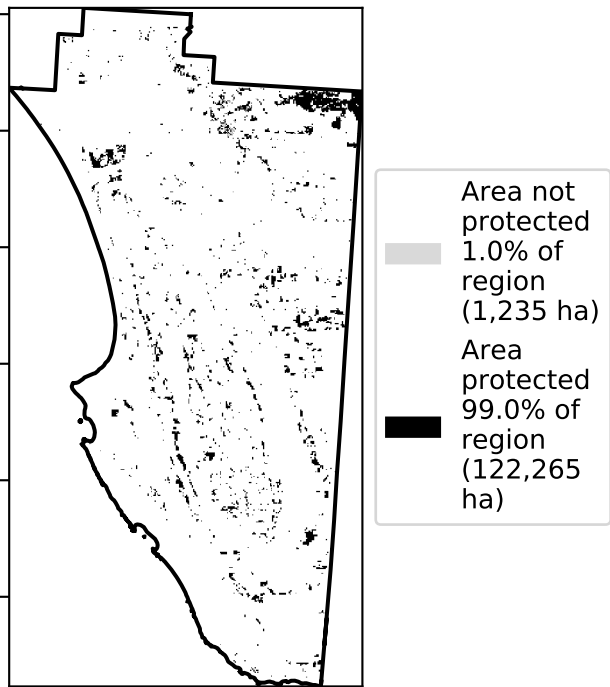 Area not
protected
1.0% of
region
(1,235 ha)
Area
protected
99.0% of
region
(122,265
ha)